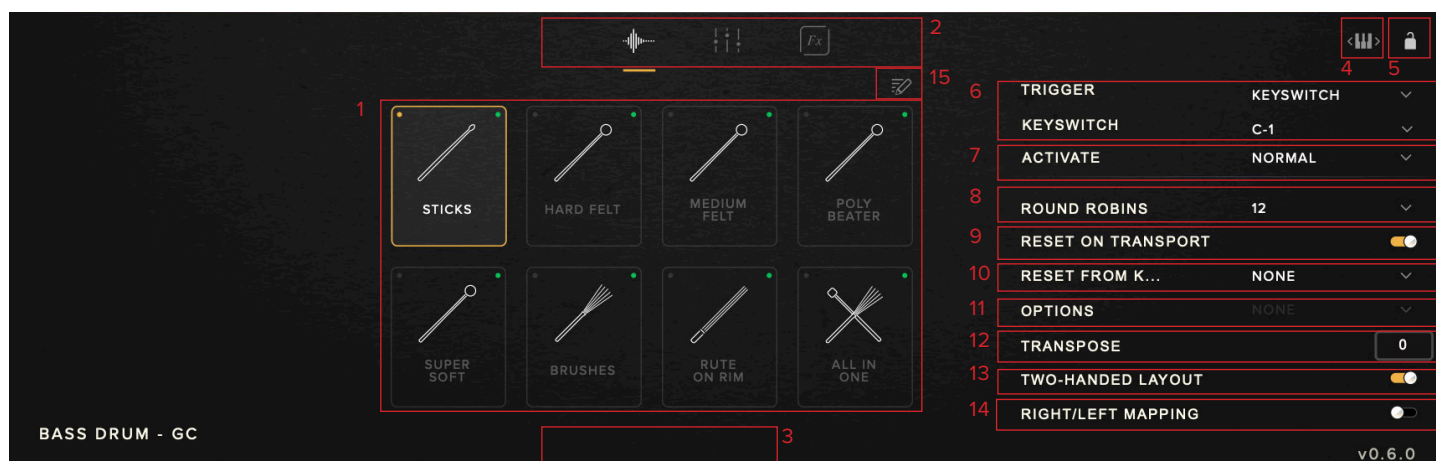 2
Fx
4
5
15
1
6
TRIGGER KEYSWITCH
KEYSWITCH C-1
7
ACTIVATE NORMAL
8
ROUND ROBINS 12
9
RESET ON TRANSPORT
10
RESET FROM K... NONE
11
OPTIONS NONE
12
TRANSPOSE 0
13
TWO-HANDED LAYOUT
14
RIGHT/LEFT MAPPING
STICKS
HARD FELT
MEDIUM
FELT
POLY
BEATER
SUPER
SOFT
BRUSHES
RUTE
ON RIM
ALL IN
ONE
3
BASS DRUM - GC
v0.6.0